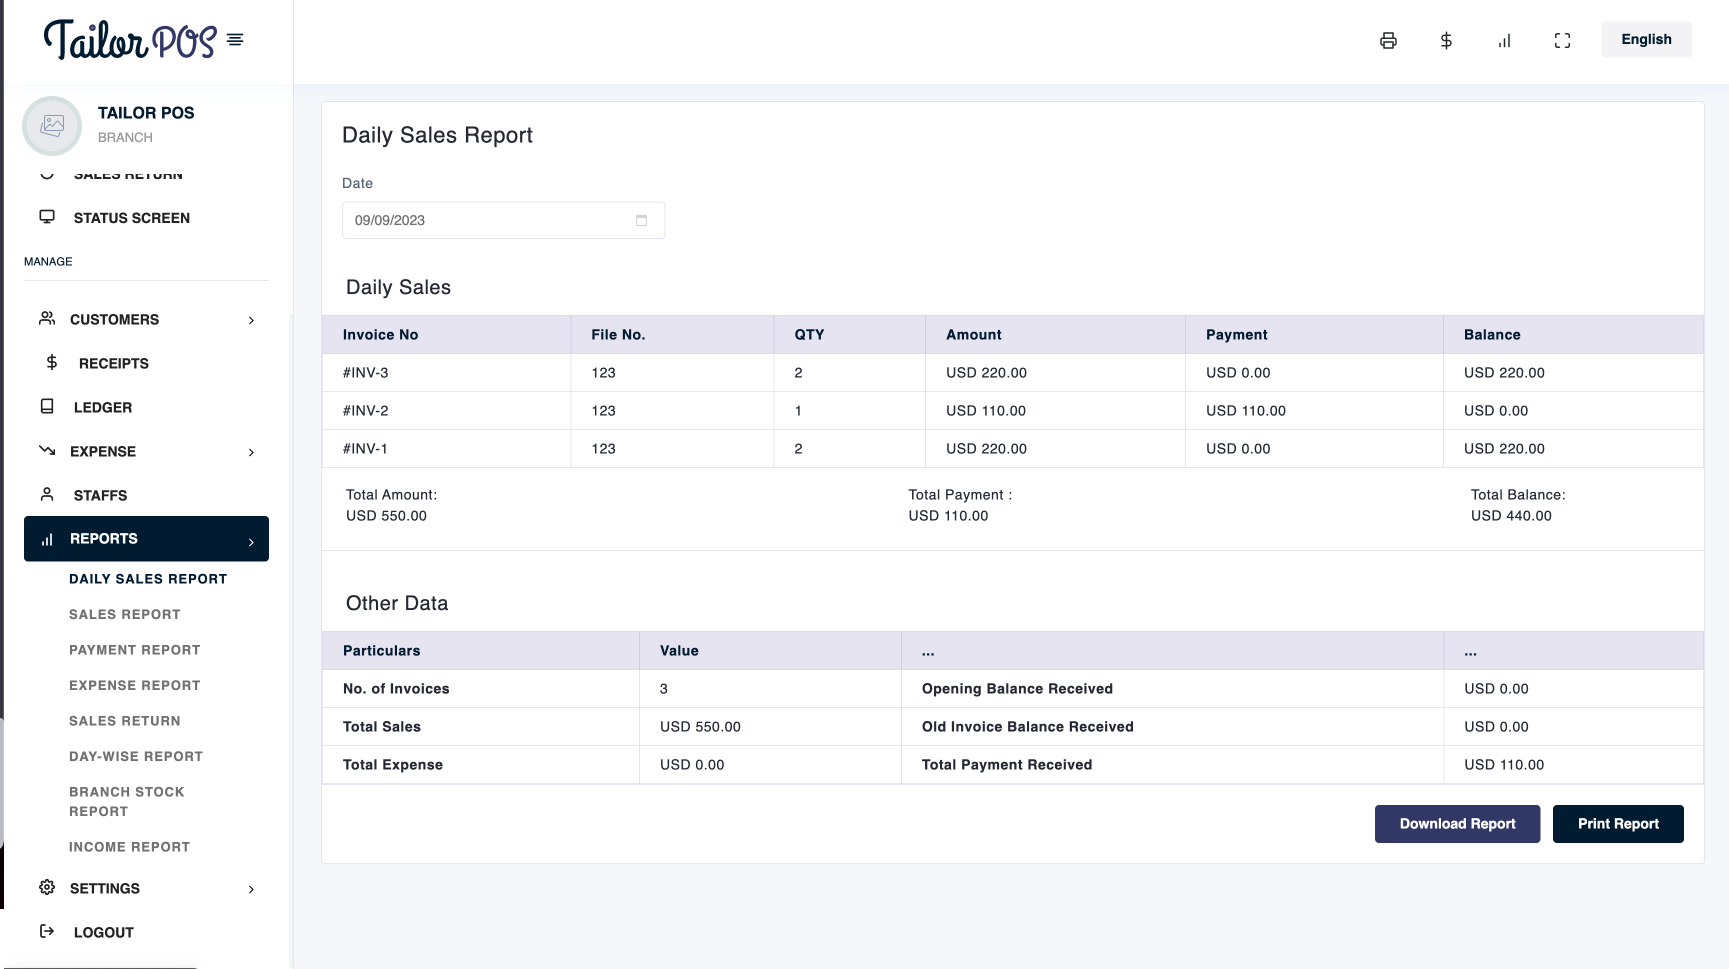 Tailor POS
English
TAILOR POS
BRANCH
SALES RETURN
STATUS SCREEN
MANAGE
CUSTOMERS
RECEIPTS
LEDGER
EXPENSE
STAFFS
REPORTS
DAILY SALES REPORT
SALES REPORT
PAYMENT REPORT
EXPENSE REPORT
SALES RETURN
DAY-WISE REPORT
BRANCH STOCK
REPORT
INCOME REPORT
SETTINGS
LOGOUT
Daily Sales Report
Date
09/09/2023
Daily Sales
Invoice No File No. QTY Amount Payment Balance
#INV-3 123 2 USD 220.00 USD 0.00 USD 220.00
#INV-2 123 1 USD 110.00 USD 110.00 USD 0.00
#INV-1 123 2 USD 220.00 USD 0.00 USD 220.00
Total Amount: Total Payment : Total Balance:
USD 550.00 USD 110.00 USD 440.00
Other Data
Particulars Value ... ...
No. of Invoices 3 Opening Balance Received USD 0.00
Total Sales USD 550.00 Old Invoice Balance Received USD 0.00
Total Expense USD 0.00 Total Payment Received USD 110.00
Download Report Print Report